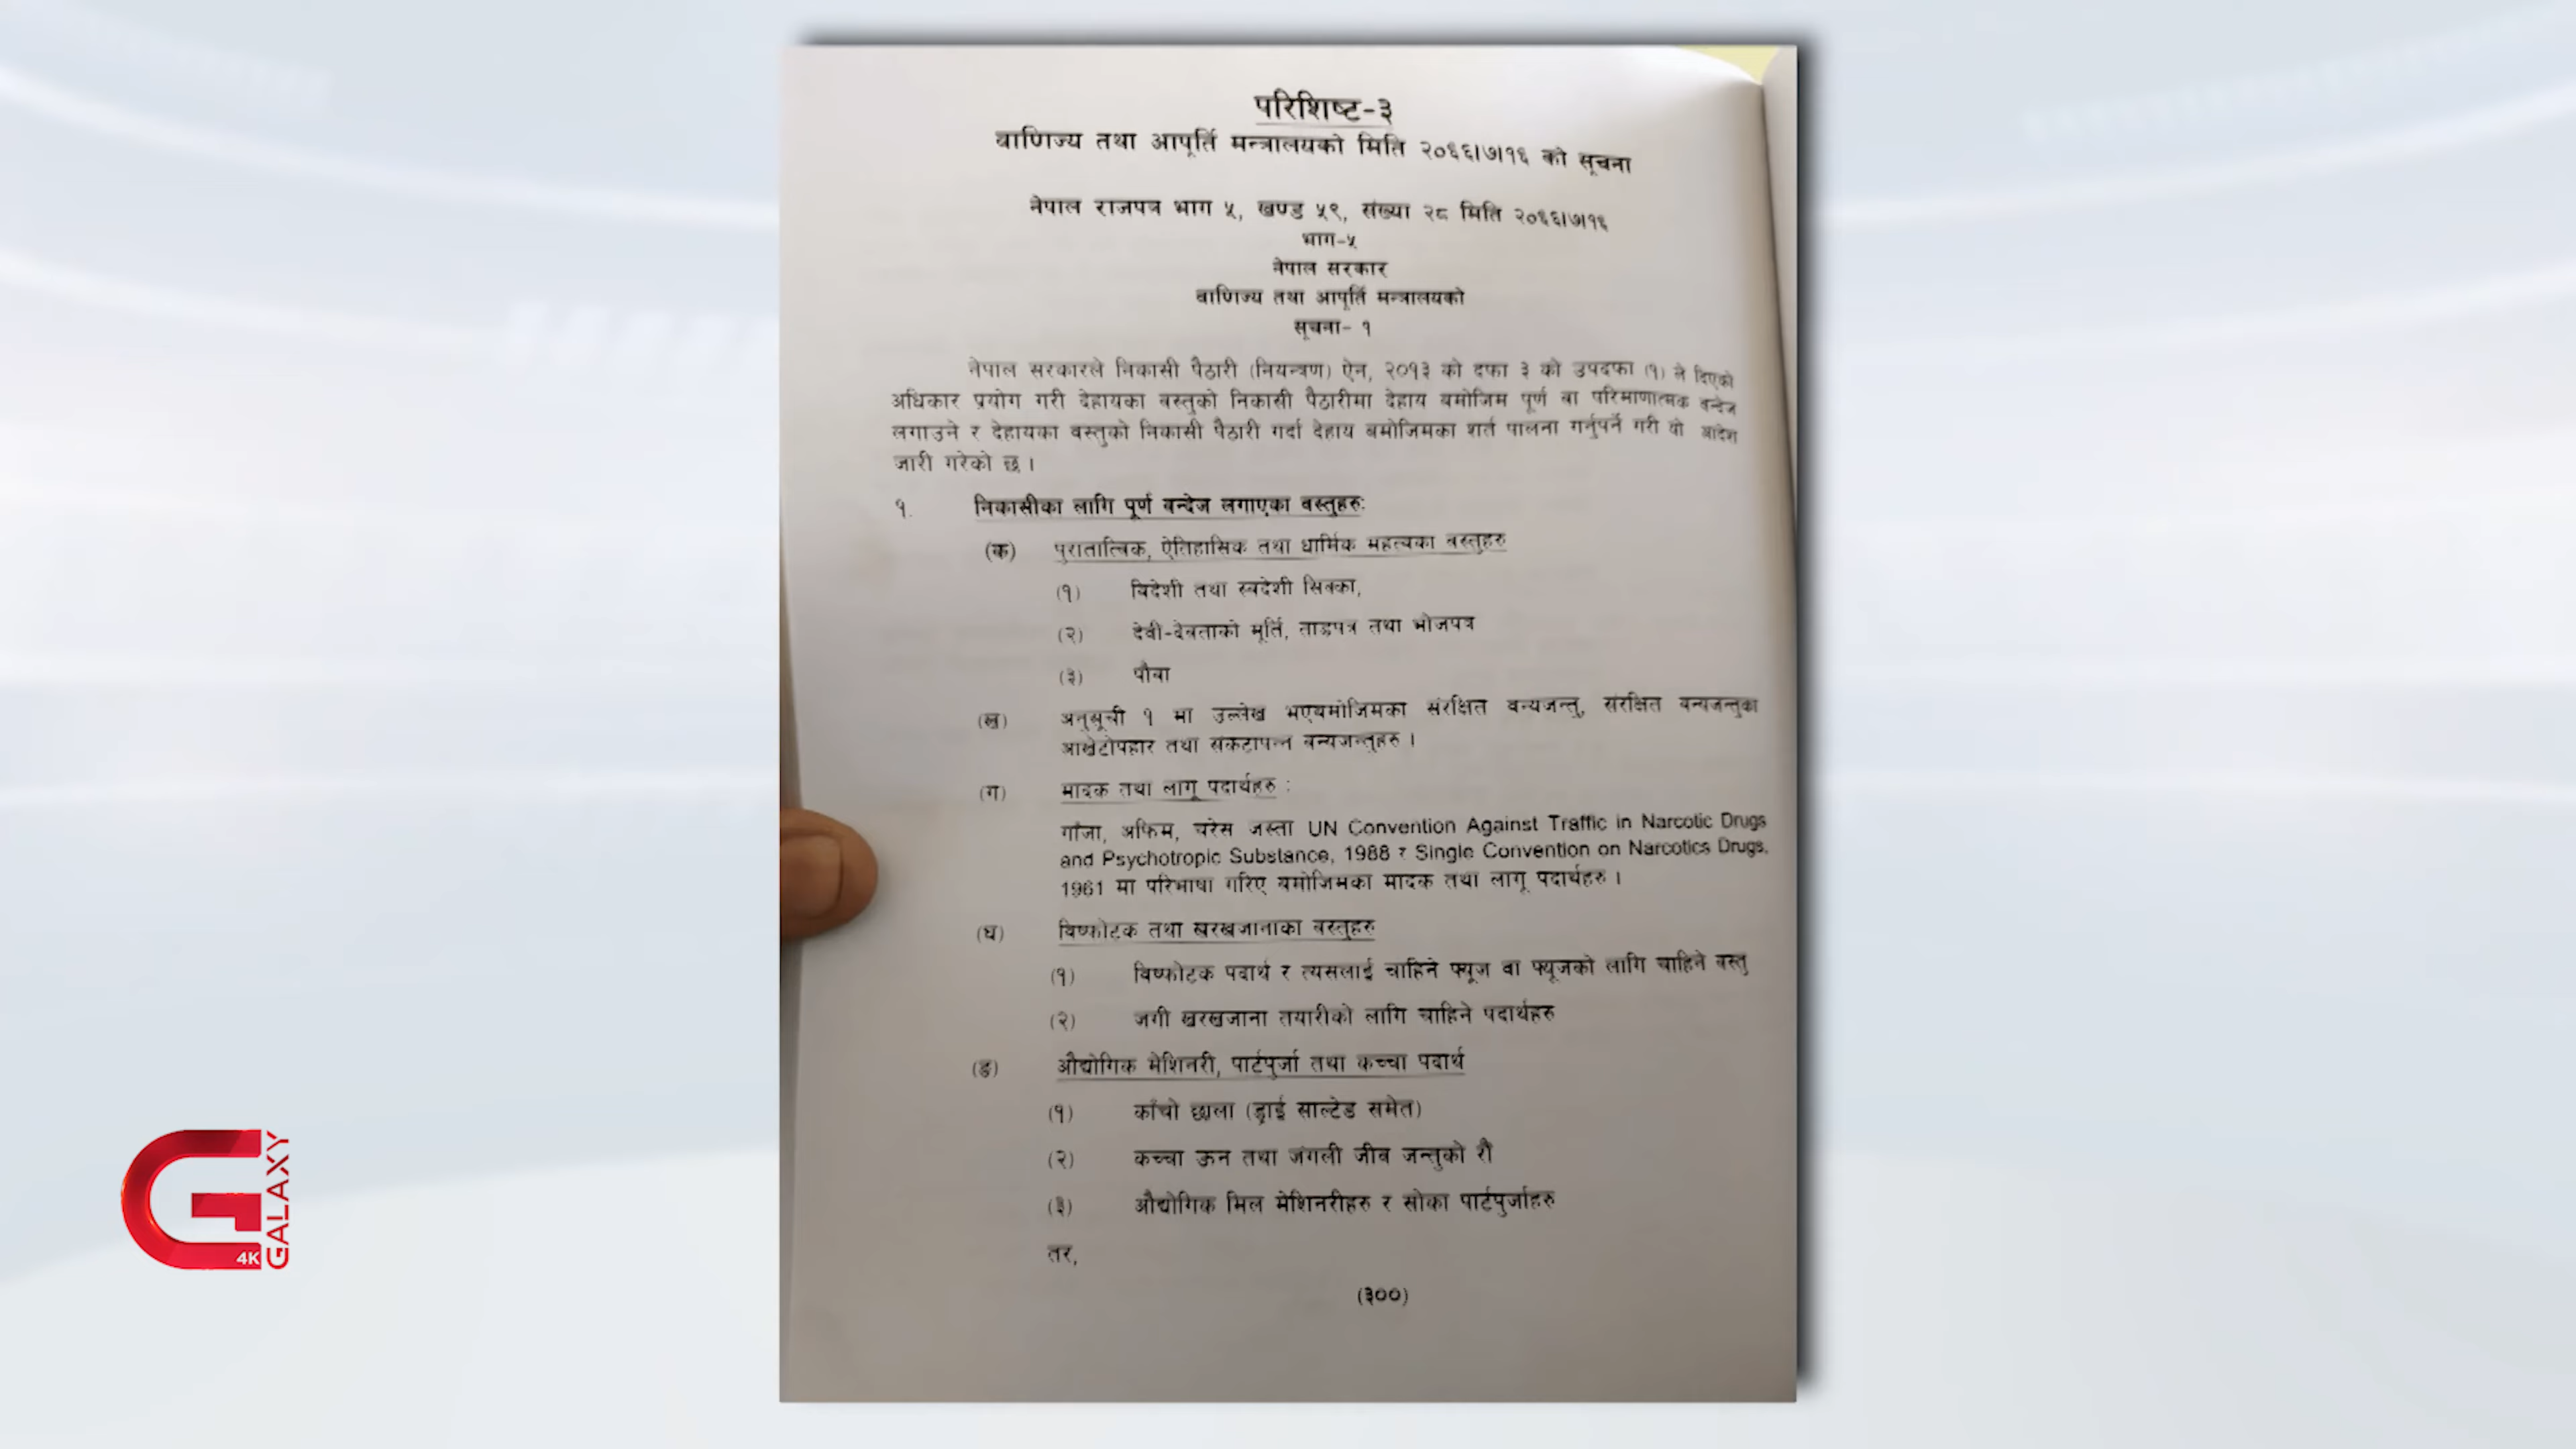 परिशिष्ट-३
वाणिज्य तथा आपूर्ति मन्त्रालयको मिति २०६६।७।१६ को सूचना
नेपाल राजपत्र भाग ५, खण्ड ५९, संख्या २८ मिति २०६६।७।१६
भाग-५
नेपाल सरकार
वाणिज्य तथा आपूर्ति मन्त्रालयको
सूचना- १
नेपाल सरकारले निकासी पैठारी (नियन्त्रण) ऐन, २०१३ को दफा ३ को उपदफा (१) ले दिएको
अधिकार प्रयोग गरी देहायका वस्तुको निकासी पैठारीमा देहाय बमोजिम पूर्ण वा परिमाणात्मक बन्देज
लगाउने र देहायका वस्तुको निकासी पैठारी गर्दा देहाय बमोजिमका शर्त पालना गर्नुपर्ने गरी यो आदेश
जारी गरेको छ ।
१. निकासीका लागि पूर्ण बन्देज लगाएका वस्तुहरुः
(क) पुरातात्विक, ऐतिहासिक तथा धार्मिक महत्वका वस्तुहरु
(१) विदेशी तथा स्वदेशी सिक्का,
(२) देवी-देवताको मूर्ति, ताडपत्र तथा भोजपत्र
(३) पौवा
(ख) अनुसूची १ मा उल्लेख भएबमोजिमका संरक्षित वन्यजन्तु, संरक्षित वन्यजन्तुका
आखेटोपहार तथा संकटापन्न वन्यजन्तुहरु ।
(ग) मादक तथा लागू पदार्थहरु :
गाँजा, अफिम, चरेस जस्ता UN Convention Against Traffic in Narcotic Drugs
and Psychotropic Substance, 1988 र Single Convention on Narcotics Drugs,
1961 मा परिभाषा गरिए बमोजिमका मादक तथा लागू पदार्थहरु ।
(घ) विष्फोटक तथा खरखजानाका वस्तुहरु
(१) विष्फोटक पदार्थ र त्यसलाई चाहिने फ्यूज वा फ्यूजको लागि चाहिने वस्तु
(२) जंगी खरखजाना तयारीको लागि चाहिने पदार्थहरु
(ङ) औद्योगिक मेशिनरी, पार्टपुर्जा तथा कच्चा पदार्थ
(१) काँचो छाला (ड्राई साल्टेड समेत)
(२) कच्चा ऊन तथा जंगली जीव जन्तुको रौं
(३) औद्योगिक मिल मेशिनरीहरु र सोका पार्टपुर्जाहरु
तर,
(३००)
GALAXY
4K